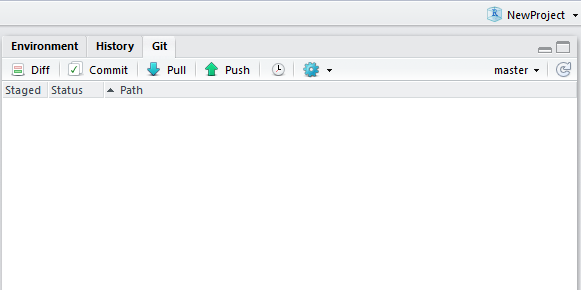 NewProject
Environment History Git
Diff Commit Pull Push master
Staged Status Path